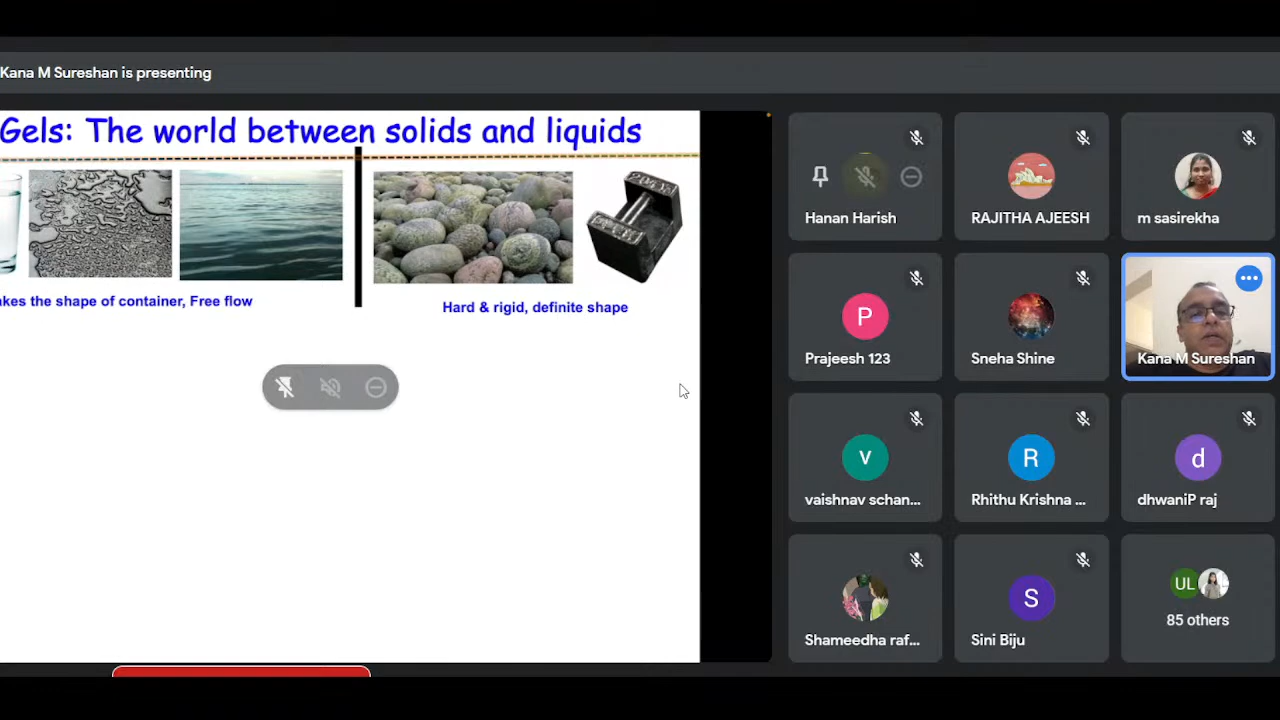 Kana M Sureshan is presenting
Gels: The world between solids and liquids
akes the shape of container, Free flow
Hard & rigid, definite shape
Hanan Harish
RAJITHA AJEESH
m sasirekha
P
Prajeesh 123
Sneha Shine
Kana M Sureshan
v
vaishnav schan...
R
Rhithu Krishna ...
d
dhwaniP raj
Shameedha raf...
S
Sini Biju
UL
85 others